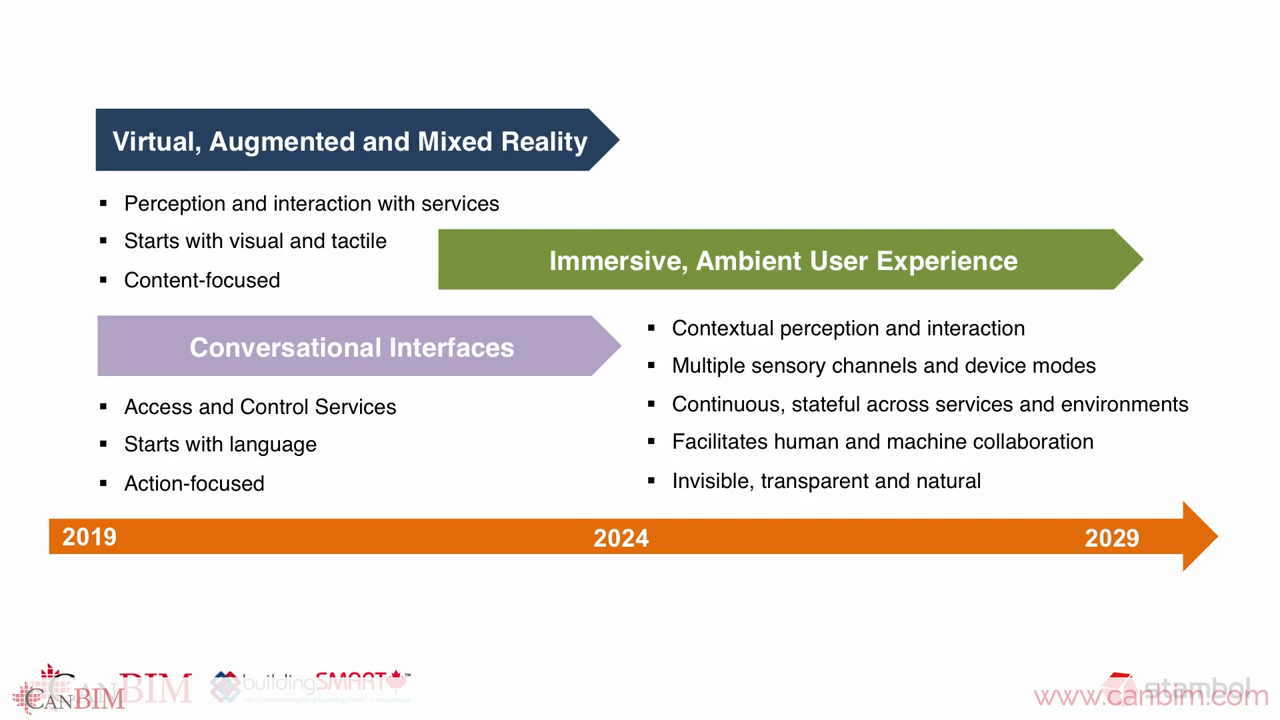 Virtual, Augmented and Mixed Reality
Perception and interaction with services
Starts with visual and tactile
Content-focused
Immersive, Ambient User Experience
Conversational Interfaces
Access and Control Services
Starts with language
Action-focused
Contextual perception and interaction
Multiple sensory channels and device modes
Continuous, stateful across services and environments
Facilitates human and machine collaboration
Invisible, transparent and natural
2019 2024 2029
CANBIM
buildingSMART
stambol
www.canbim.com